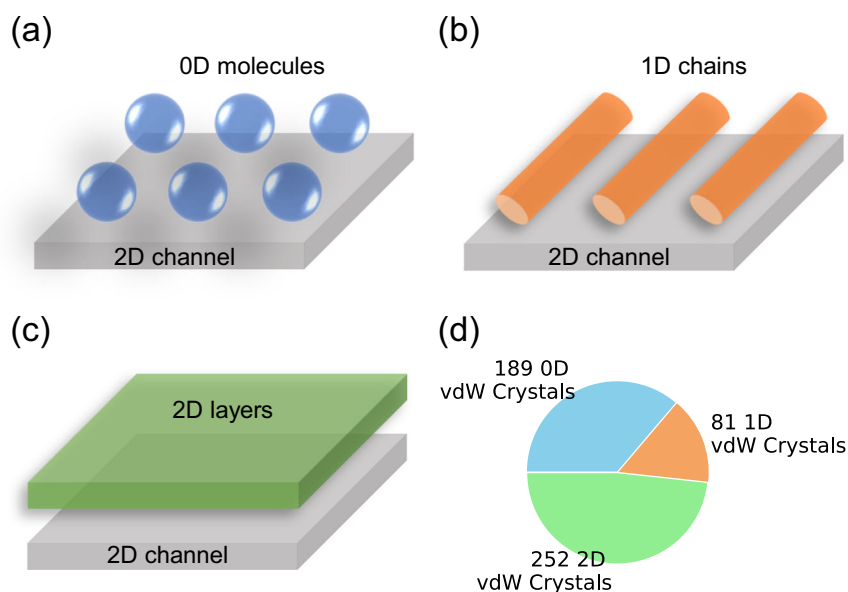 (a)
0D molecules
2D channel
(b)
1D chains
2D channel
(c)
2D layers
2D channel
(d)
189 0D
vdW Crystals
81 1D
vdW Crystals
252 2D
vdW Crystals